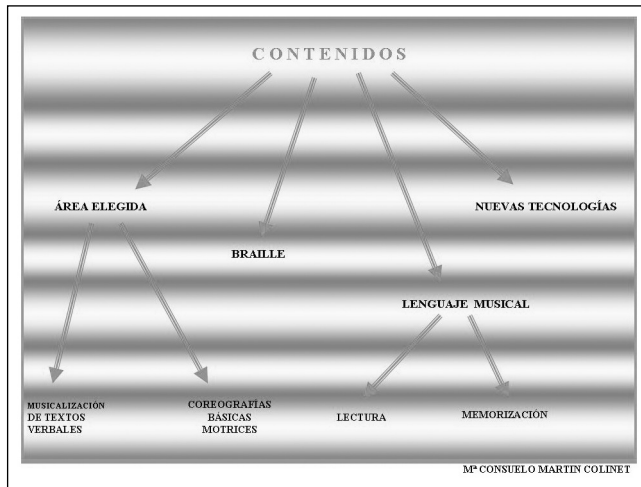 CONTENIDOS
ÁREA ELEGIDA
NUEVAS TECNOLOGÍAS
BRAILLE
LENGUAJE MUSICAL
MUSICALIZACIÓN
DE TEXTOS
VERBALES
COREOGRAFÍAS
BÁSICAS
MOTRICES
LECTURA
MEMORIZACIÓN
Mª CONSUELO MARTIN COLINET